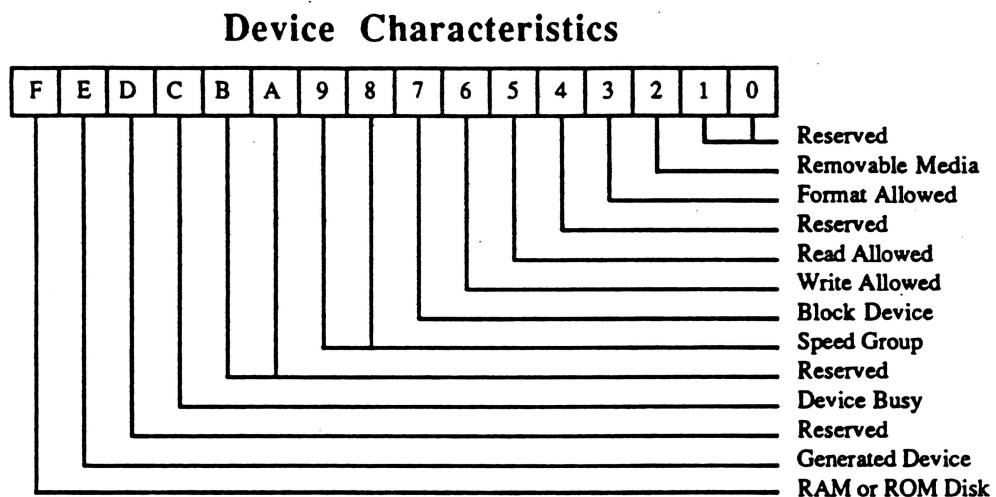 Device Characteristics
F E D C B A 9 8 7 6 5 4 3 2 1 0
Reserved
Removable Media
Format Allowed
Reserved
Read Allowed
Write Allowed
Block Device
Speed Group
Reserved
Device Busy
Reserved
Generated Device
RAM or ROM Disk